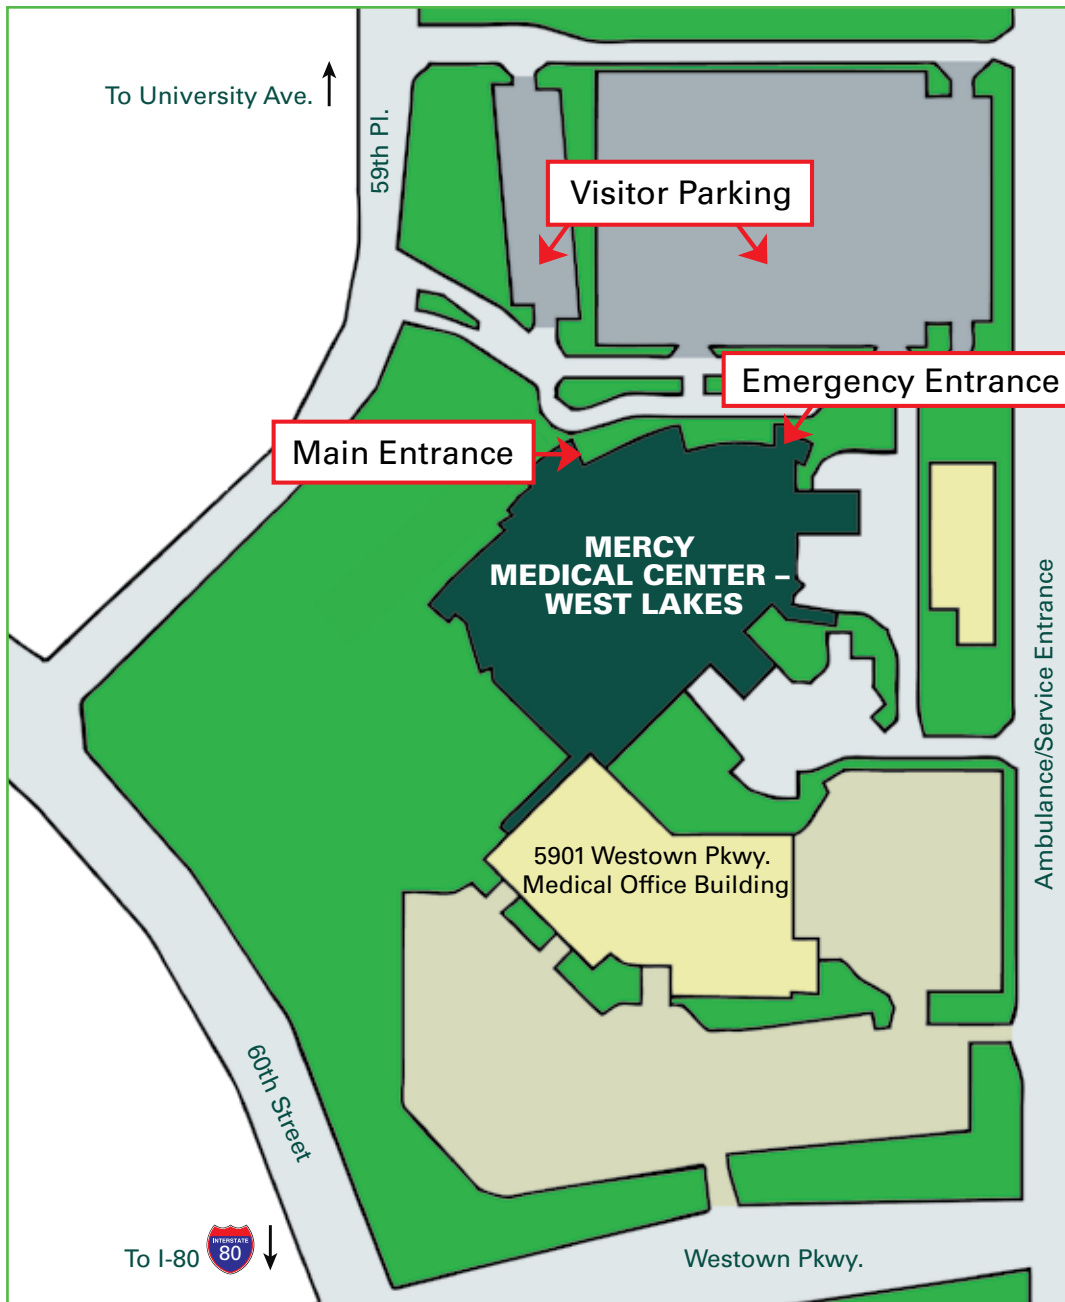 To University Ave.
59th Pl.
Visitor Parking
Emergency Entrance
Main Entrance
MERCY
MEDICAL CENTER –
WEST LAKES
Ambulance/Service Entrance
5901 Westown Pkwy.
Medical Office Building
60th Street
To I-80
INTERSTATE
80
Westown Pkwy.